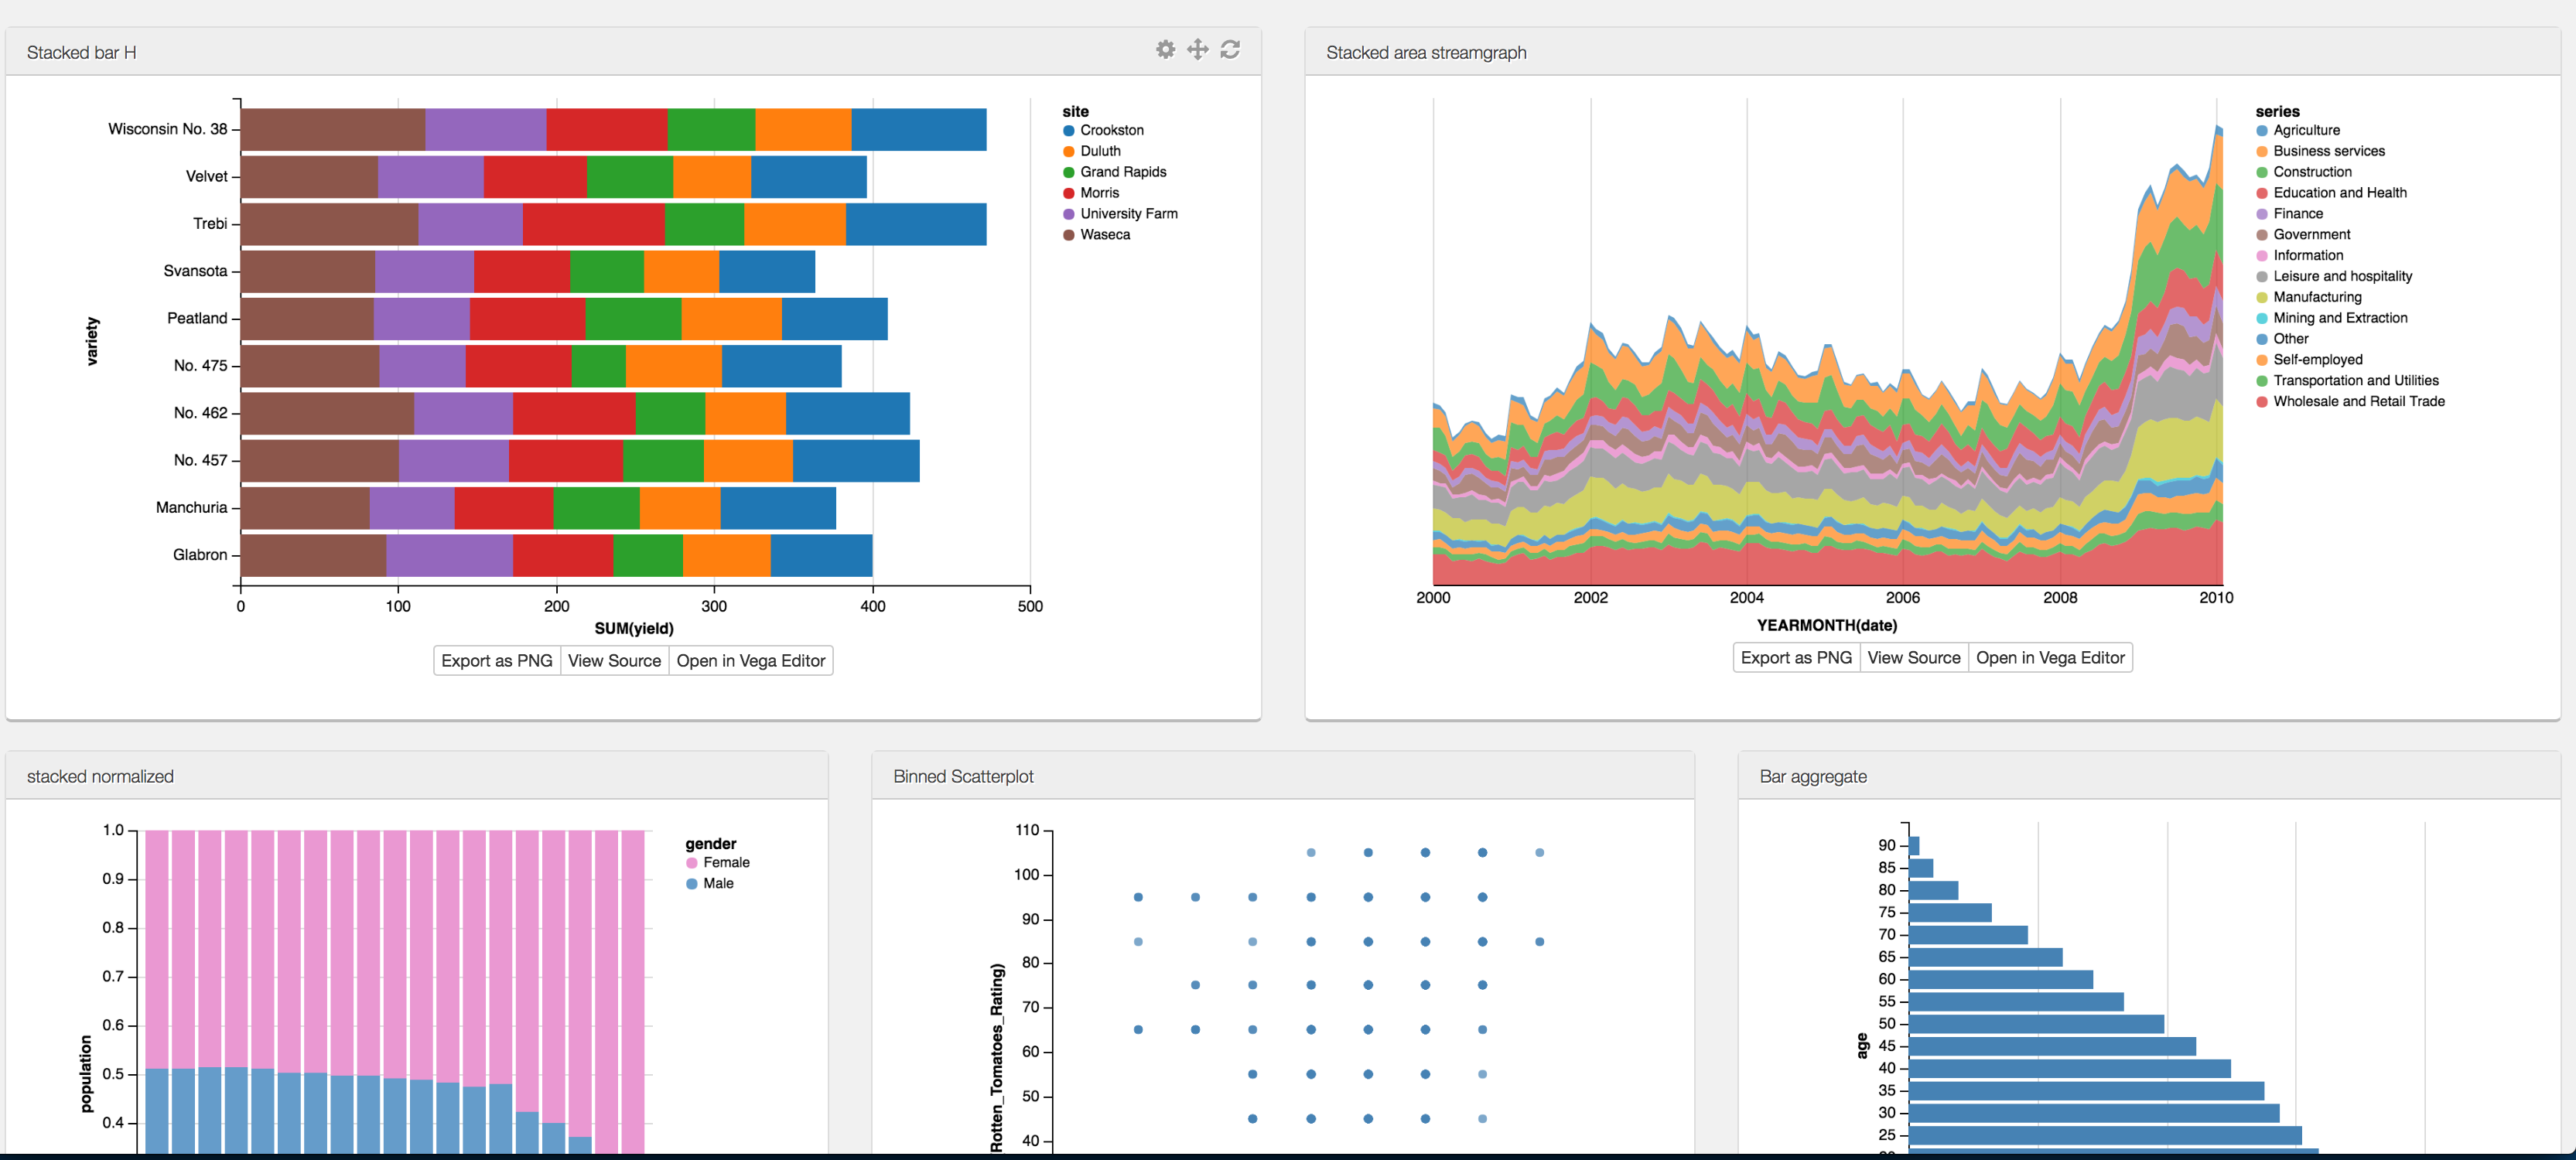 Stacked bar H
Wisconsin No. 38
Velvet
Trebi
Svansota
Peatland
No. 475
No. 462
No. 457
Manchuria
Glabron
variety
0 100 200 300 400 500
SUM(yield)
site
Crookston
Duluth
Grand Rapids
Morris
University Farm
Waseca
Export as PNG View Source Open in Vega Editor
Stacked area streamgraph
2000 2002 2004 2006 2008 2010
YEARMONTH(date)
series
Agriculture
Business services
Construction
Education and Health
Finance
Government
Information
Leisure and hospitality
Manufacturing
Mining and Extraction
Other
Self-employed
Transportation and Utilities
Wholesale and Retail Trade
Export as PNG View Source Open in Vega Editor
stacked normalized
1.0
0.9
0.8
0.7
0.6
0.5
0.4
population
gender
Female
Male
Binned Scatterplot
110
100
90
80
70
60
50
40
Rotten_Tomatoes_Rating)
Bar aggregate
90
85
80
75
70
65
60
55
50
45
40
35
30
25
age